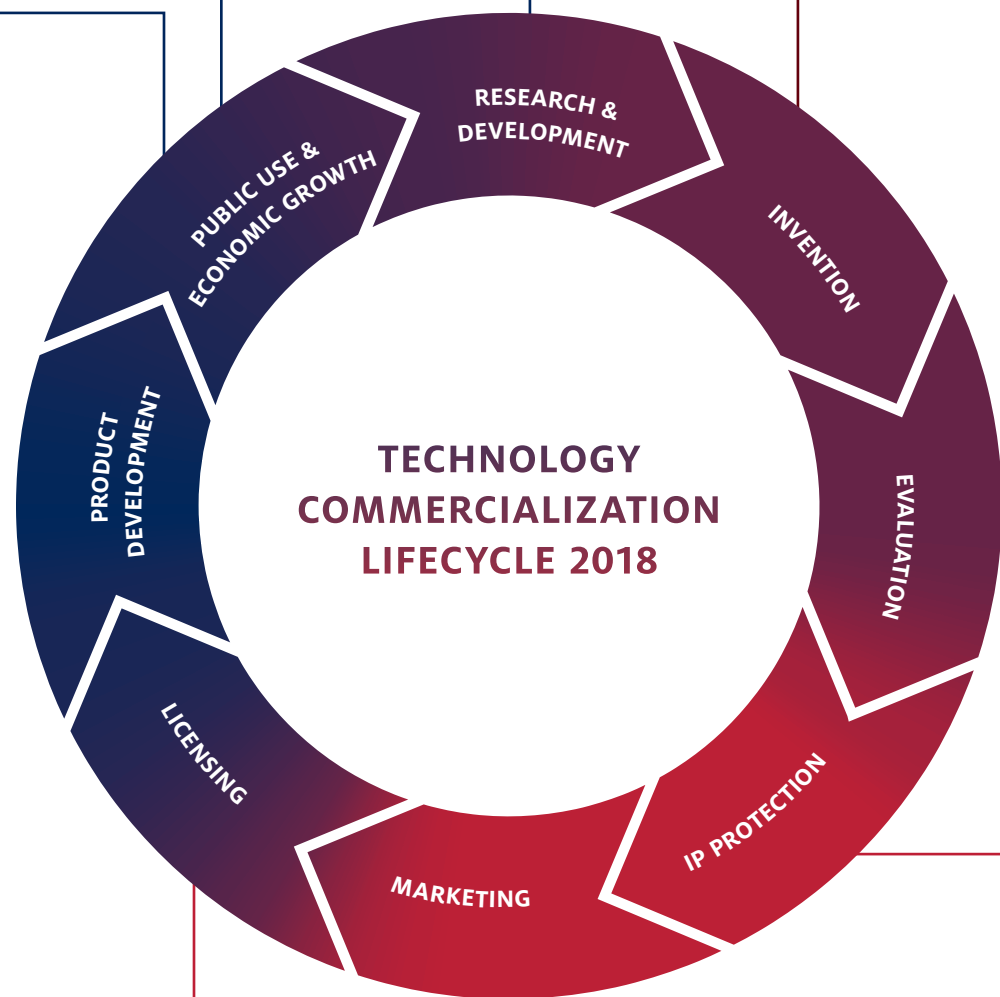 TECHNOLOGY
COMMERCIALIZATION
LIFECYCLE 2018
RESEARCH &
DEVELOPMENT
INVENTION
EVALUATION
IP PROTECTION
MARKETING
LICENSING
PRODUCT
DEVELOPMENT
PUBLIC USE &
ECONOMIC GROWTH